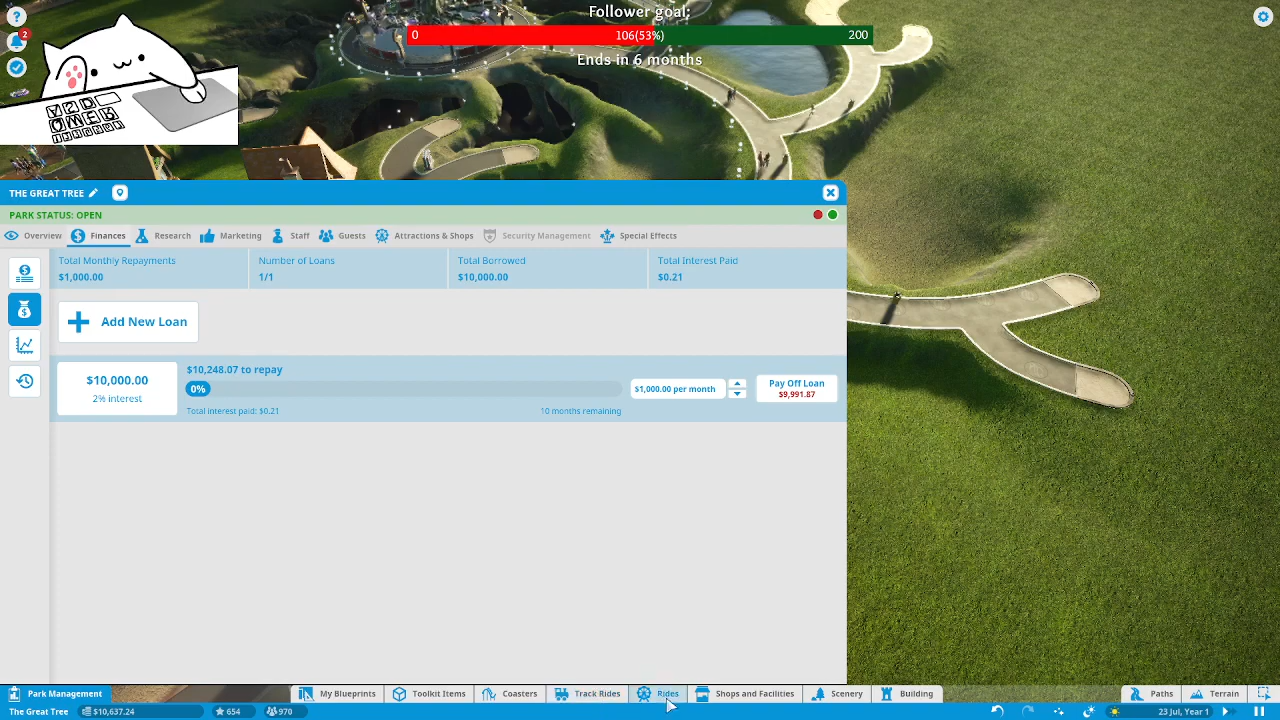 Follower goal:
0 106(53%) 200
Ends in 6 months
?
2
THE GREAT TREE
PARK STATUS: OPEN
Overview Finances Research Marketing Staff Guests Attractions & Shops Security Management Special Effects
Total Monthly Repayments Number of Loans Total Borrowed Total Interest Paid
$1,000.00 1/1 $10,000.00 $0.21
Add New Loan
$10,000.00
2% interest
$10,248.07 to repay
0%
Total interest paid: $0.21 10 months remaining
$1,000.00 per month
Pay Off Loan
$9,991.87
Park Management My Blueprints Toolkit Items Coasters Track Rides Rides Shops and Facilities Scenery Building Paths Terrain
The Great Tree $10,637.24 654 970 23 Jul, Year 1